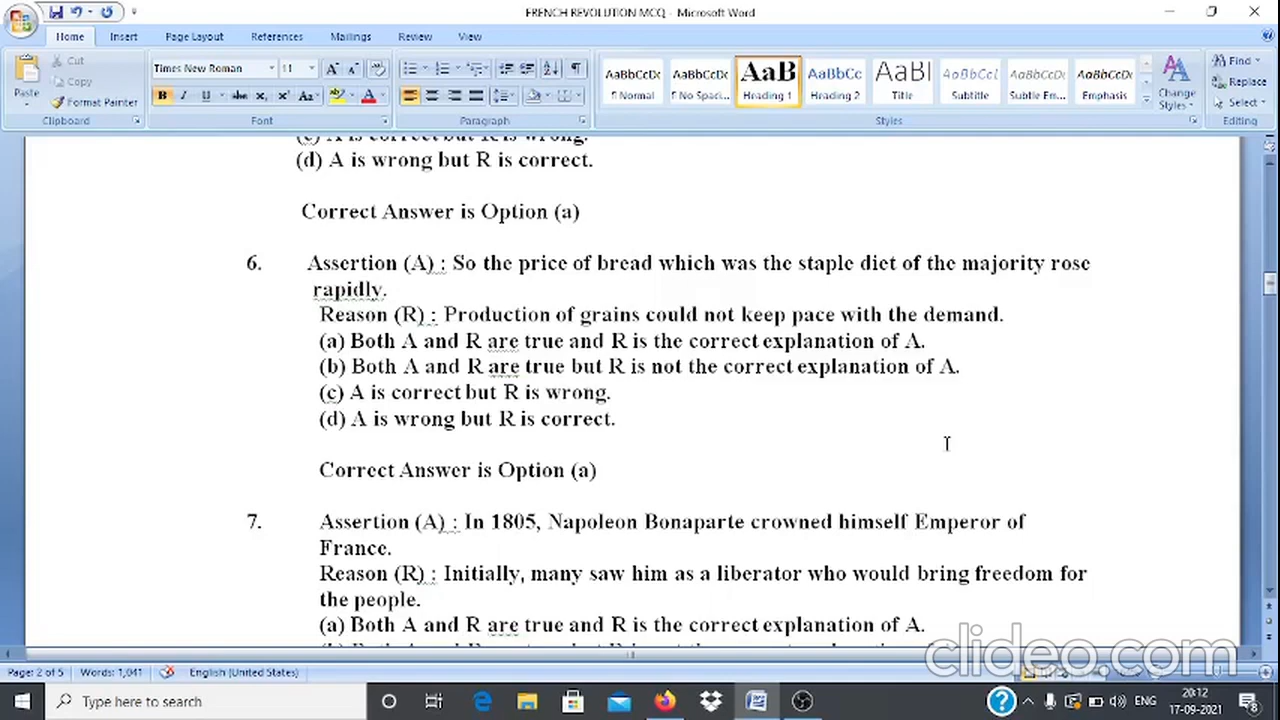 FRENCH REVOLUTION MCQ - Microsoft Word
Home Insert Page Layout References Mailings Review View
Cut
Copy
Format Painter
Paste
Clipboard
Times New Roman 11
Font
Paragraph
AaBbCcDc AaBbCcDc AaB AaBbCc AaBl AaBbCcl AaBbCcDt AaBbCcDt
¶ Normal ¶ No Spaci... Heading 1 Heading 2 Title Subtitle Subtle Em... Emphasis
Change Styles
Styles
Find
Replace
Select
Editing
(c) A is correct but R is wrong.
(d) A is wrong but R is correct.
Correct Answer is Option (a)
6. Assertion (A) : So the price of bread which was the staple diet of the majority rose
rapidly.
Reason (R) : Production of grains could not keep pace with the demand.
(a) Both A and R are true and R is the correct explanation of A.
(b) Both A and R are true but R is not the correct explanation of A.
(c) A is correct but R is wrong.
(d) A is wrong but R is correct.
Correct Answer is Option (a)
7. Assertion (A) : In 1805, Napoleon Bonaparte crowned himself Emperor of
France.
Reason (R) : Initially, many saw him as a liberator who would bring freedom for
the people.
(a) Both A and R are true and R is the correct explanation of A.
clideo.com
Page: 2 of 5 Words: 1,041 English (United States)
Type here to search
ENG
20:12
17-09-2021